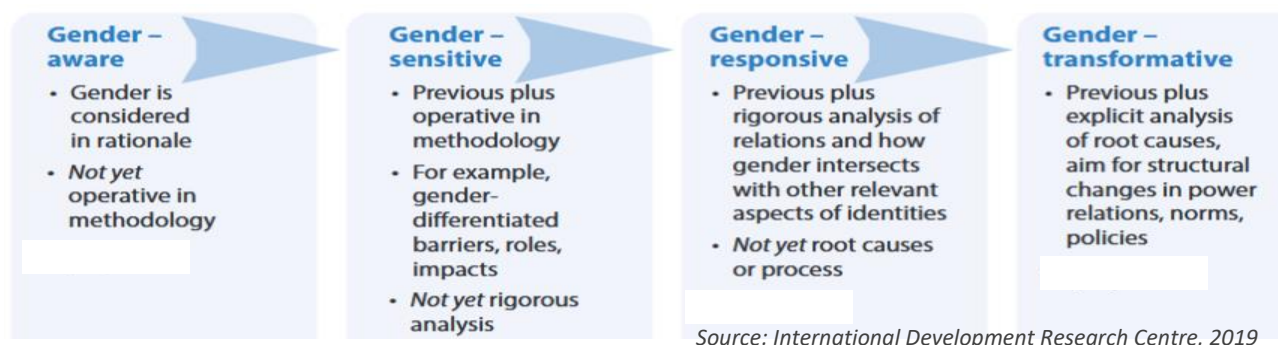 Gender –
aware
• Gender is
considered
in rationale
• Not yet
operative in
methodology
Gender –
sensitive
• Previous plus
operative in
methodology
• For example,
gender-
differentiated
barriers, roles,
impacts
• Not yet rigorous
analysis
Gender –
responsive
• Previous plus
rigorous analysis of
relations and how
gender intersects
with other relevant
aspects of identities
• Not yet root causes
or process
Gender –
transformative
• Previous plus
explicit analysis
of root causes,
aim for structural
changes in power
relations, norms,
policies
Source: International Development Research Centre, 2019